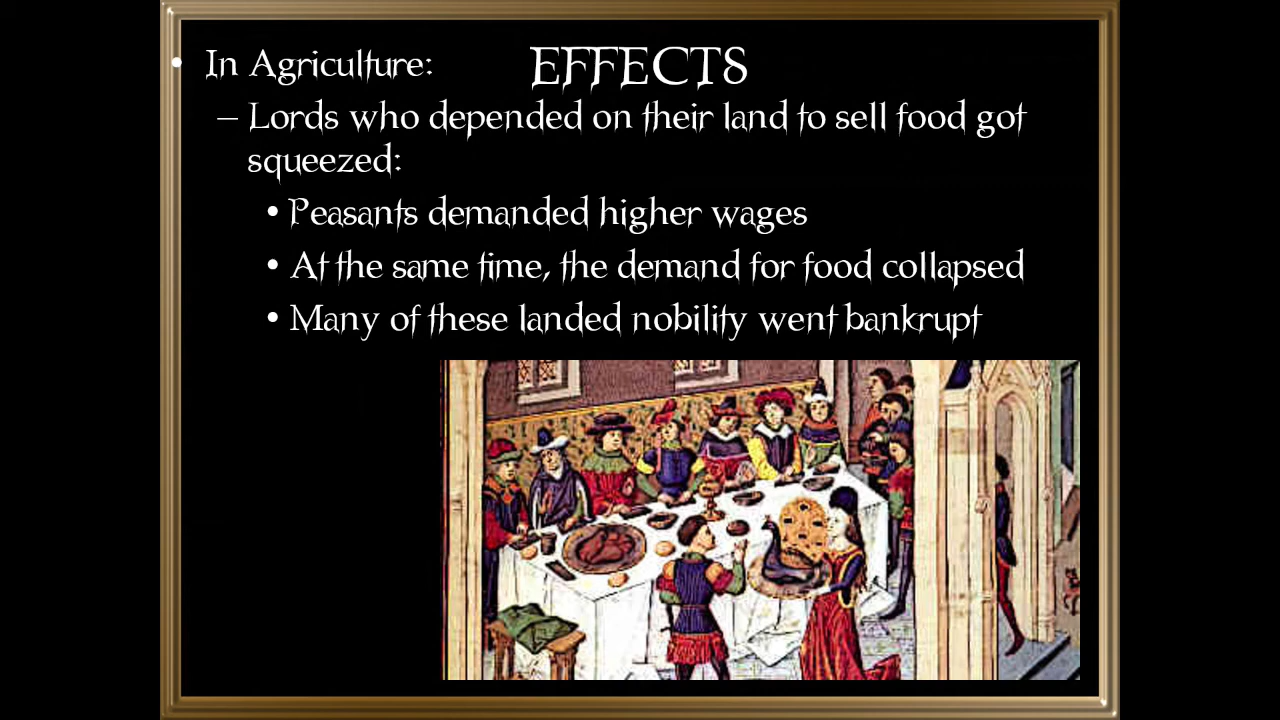 EFFECTS
• In Agriculture:
– Lords who depended on their land to sell food got
squeezed:
• Peasants demanded higher wages
• At the same time, the demand for food collapsed
• Many of these landed nobility went bankrupt